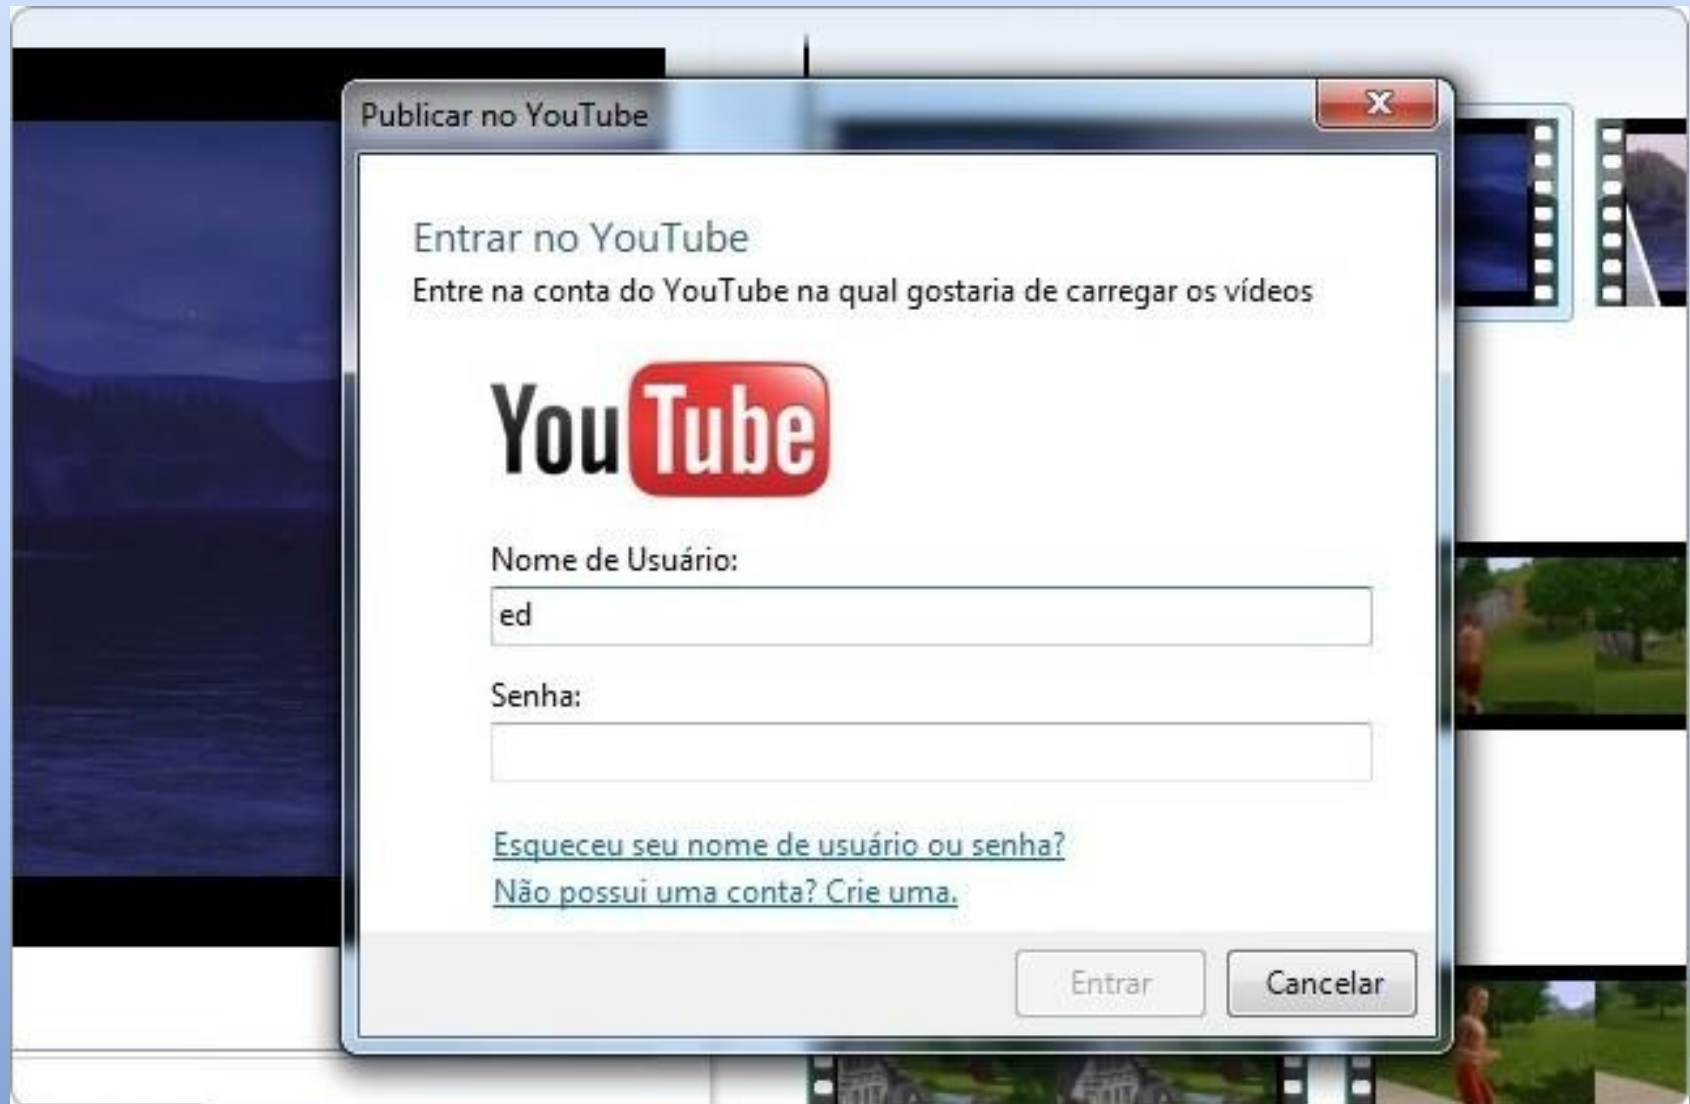 Publicar no YouTube
Entrar no YouTube
Entre na conta do YouTube na qual gostaria de carregar os vídeos
YouTube
Nome de Usuário:
ed
Senha:
Esqueceu seu nome de usuário ou senha?
Não possui uma conta? Crie uma.
Entrar
Cancelar